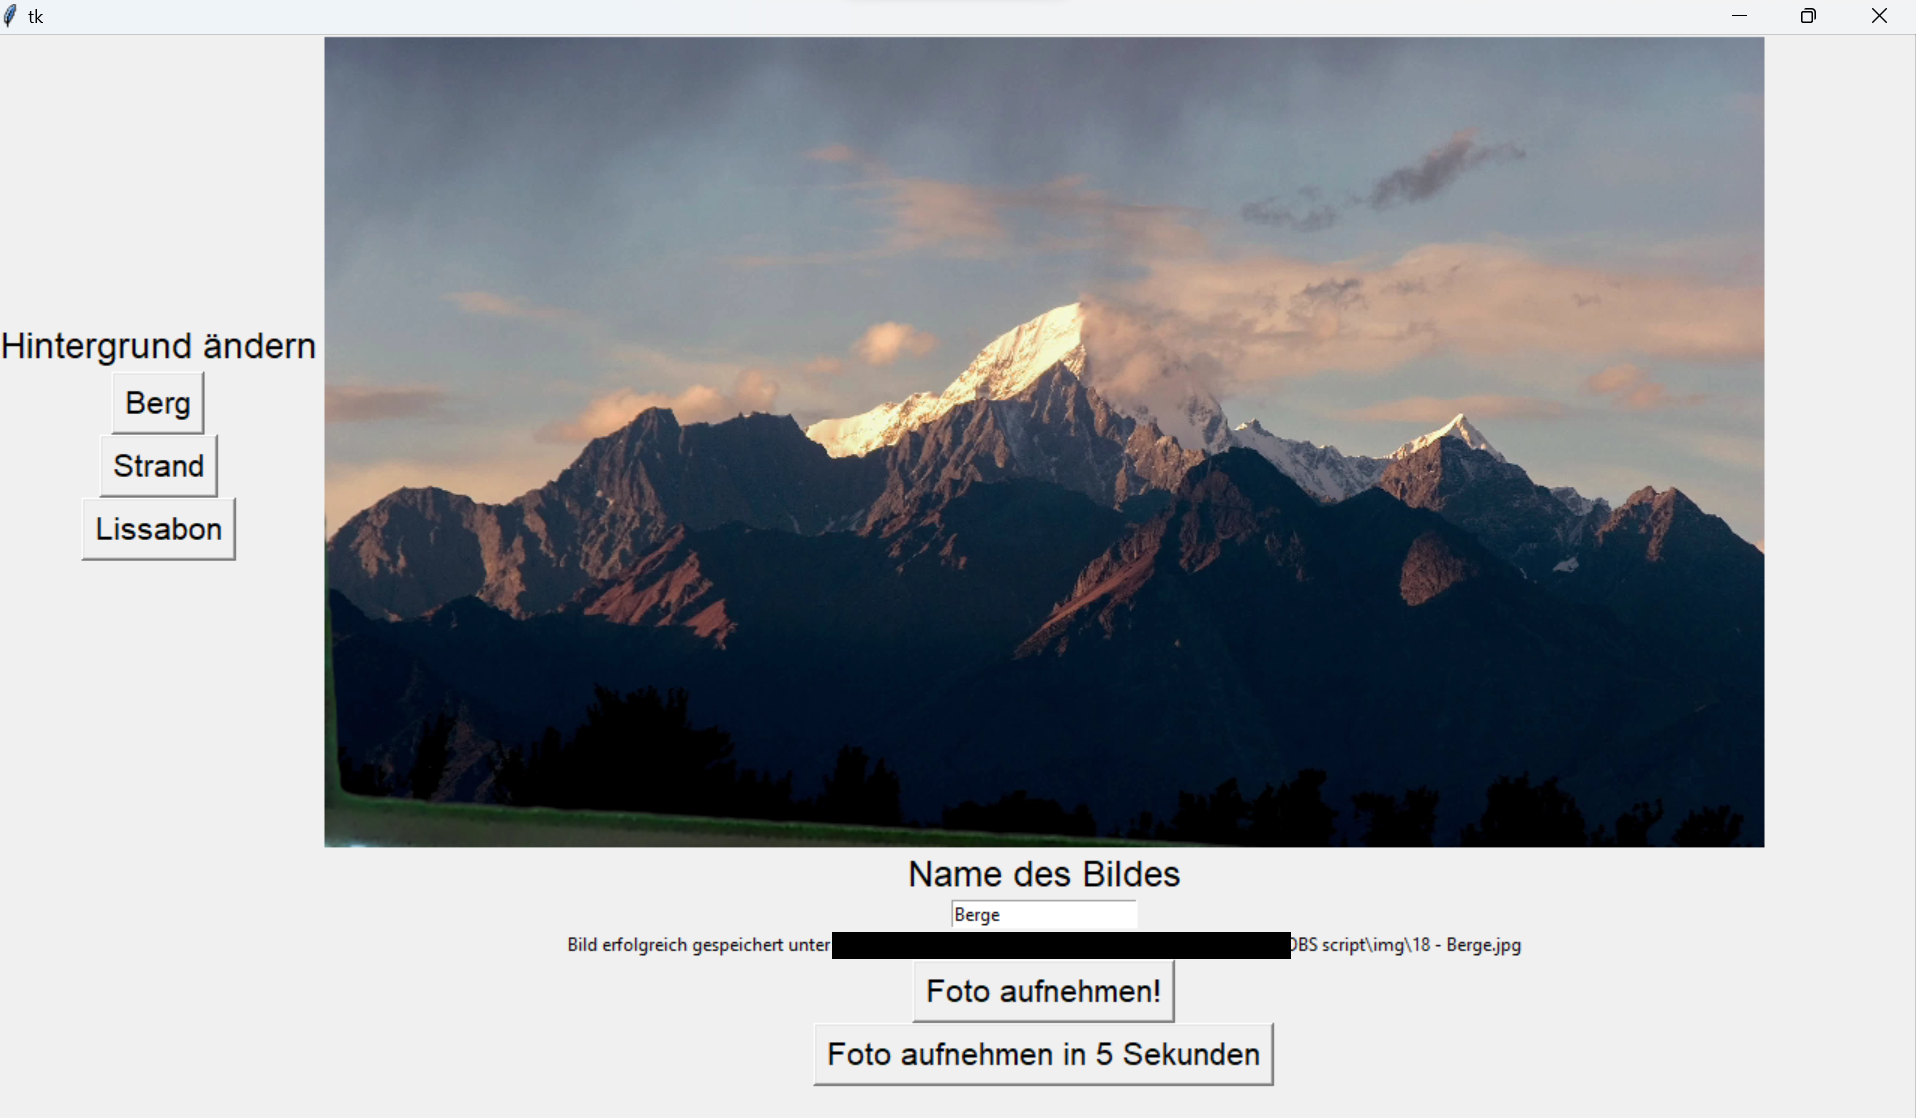 tk
Hintergrund ändern
Berg
Strand
Lissabon
Name des Bildes
Berge
Bild erfolgreich gespeichert unter OBS script\img\18 - Berge.jpg
Foto aufnehmen!
Foto aufnehmen in 5 Sekunden